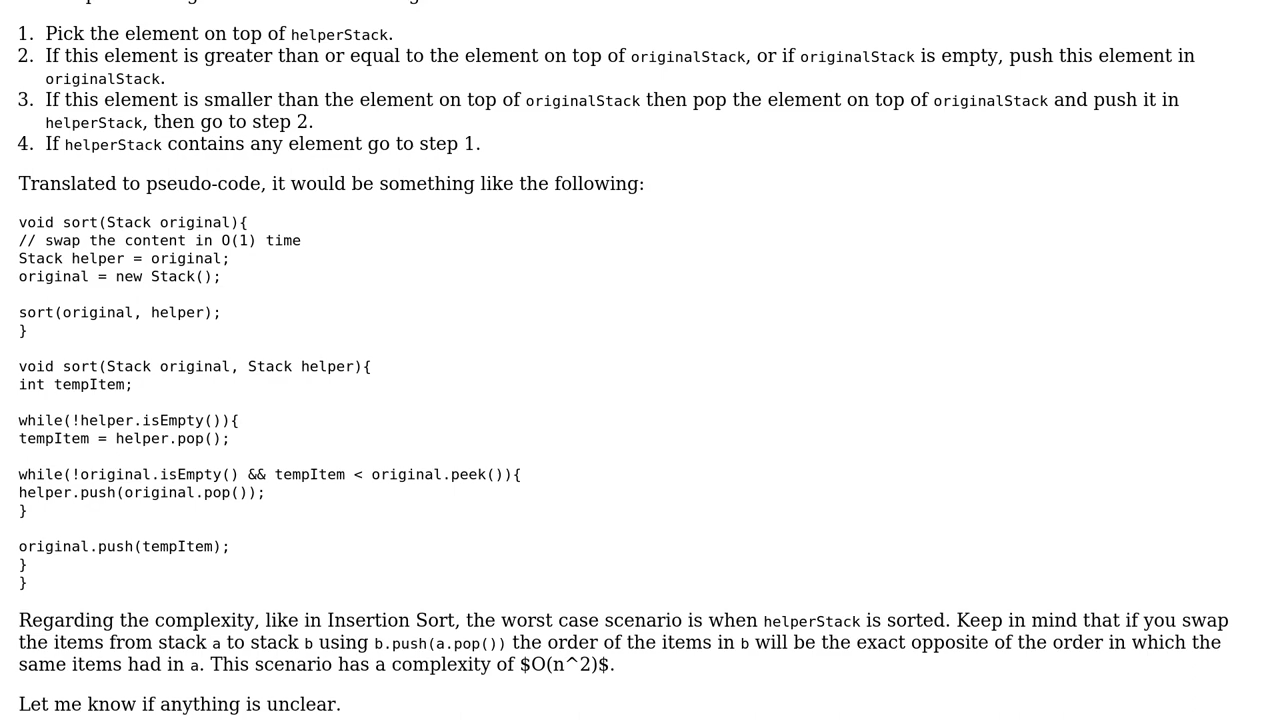 1. Pick the element on top of helperStack.
2. If this element is greater than or equal to the element on top of originalStack, or if originalStack is empty, push this element in
originalStack.
3. If this element is smaller than the element on top of originalStack then pop the element on top of originalStack and push it in
helperStack, then go to step 2.
4. If helperStack contains any element go to step 1.
Translated to pseudo-code, it would be something like the following:
void sort(Stack original){
// swap the content in O(1) time
Stack helper = original;
original = new Stack();
sort(original, helper);
}
void sort(Stack original, Stack helper){
int tempItem;
while(!helper.isEmpty()){
tempItem = helper.pop();
while(!original.isEmpty() && tempItem < original.peek()){
helper.push(original.pop());
}
original.push(tempItem);
}
}
Regarding the complexity, like in Insertion Sort, the worst case scenario is when helperStack is sorted. Keep in mind that if you swap
the items from stack a to stack b using b.push(a.pop()) the order of the items in b will be the exact opposite of the order in which the
same items had in a. This scenario has a complexity of $O(n^2)$.
Let me know if anything is unclear.